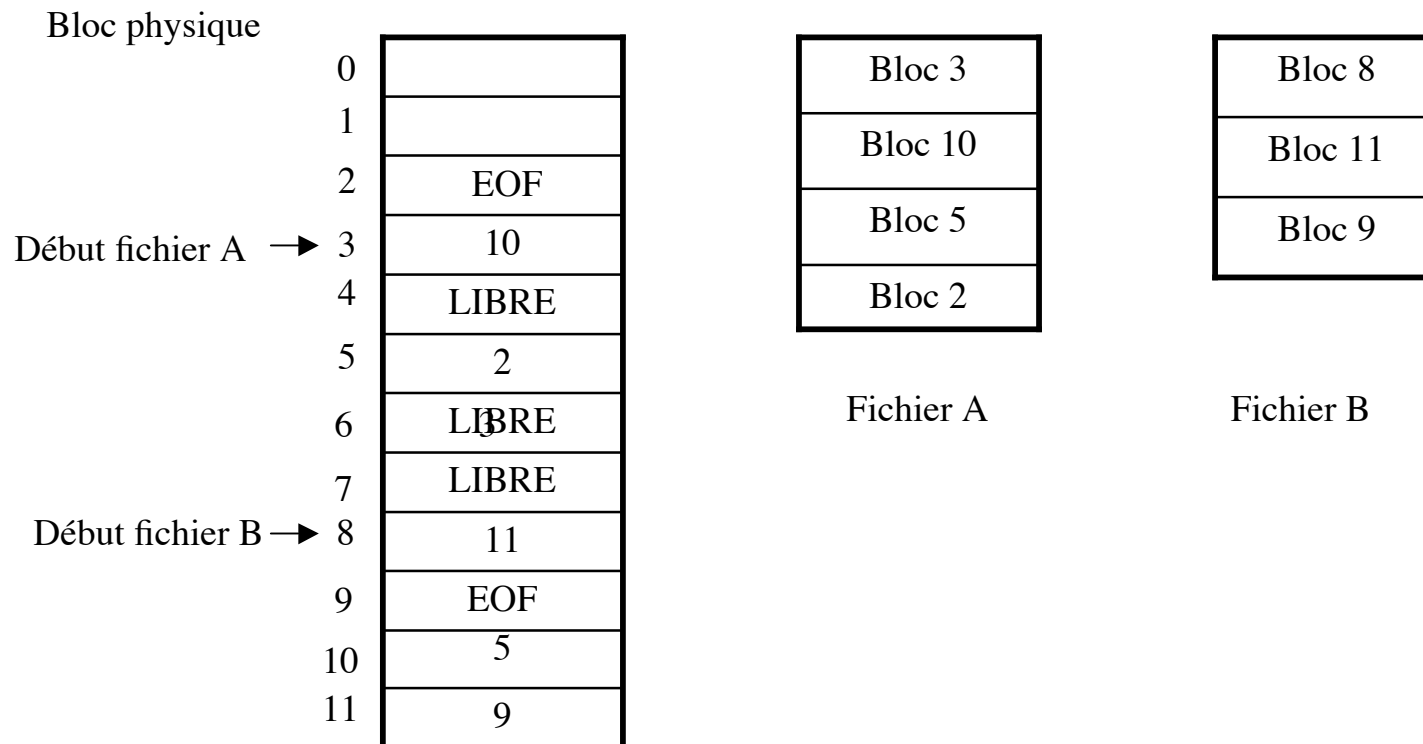 Bloc physique
0
1
2 EOF
Début fichier A 3 10
4 LIBRE
5 2
6 LIBRE 3
7 LIBRE
Début fichier B 8 11
9 EOF
10 5
11 9
Bloc 3
Bloc 10
Bloc 5
Bloc 2
Fichier A
Bloc 8
Bloc 11
Bloc 9
Fichier B